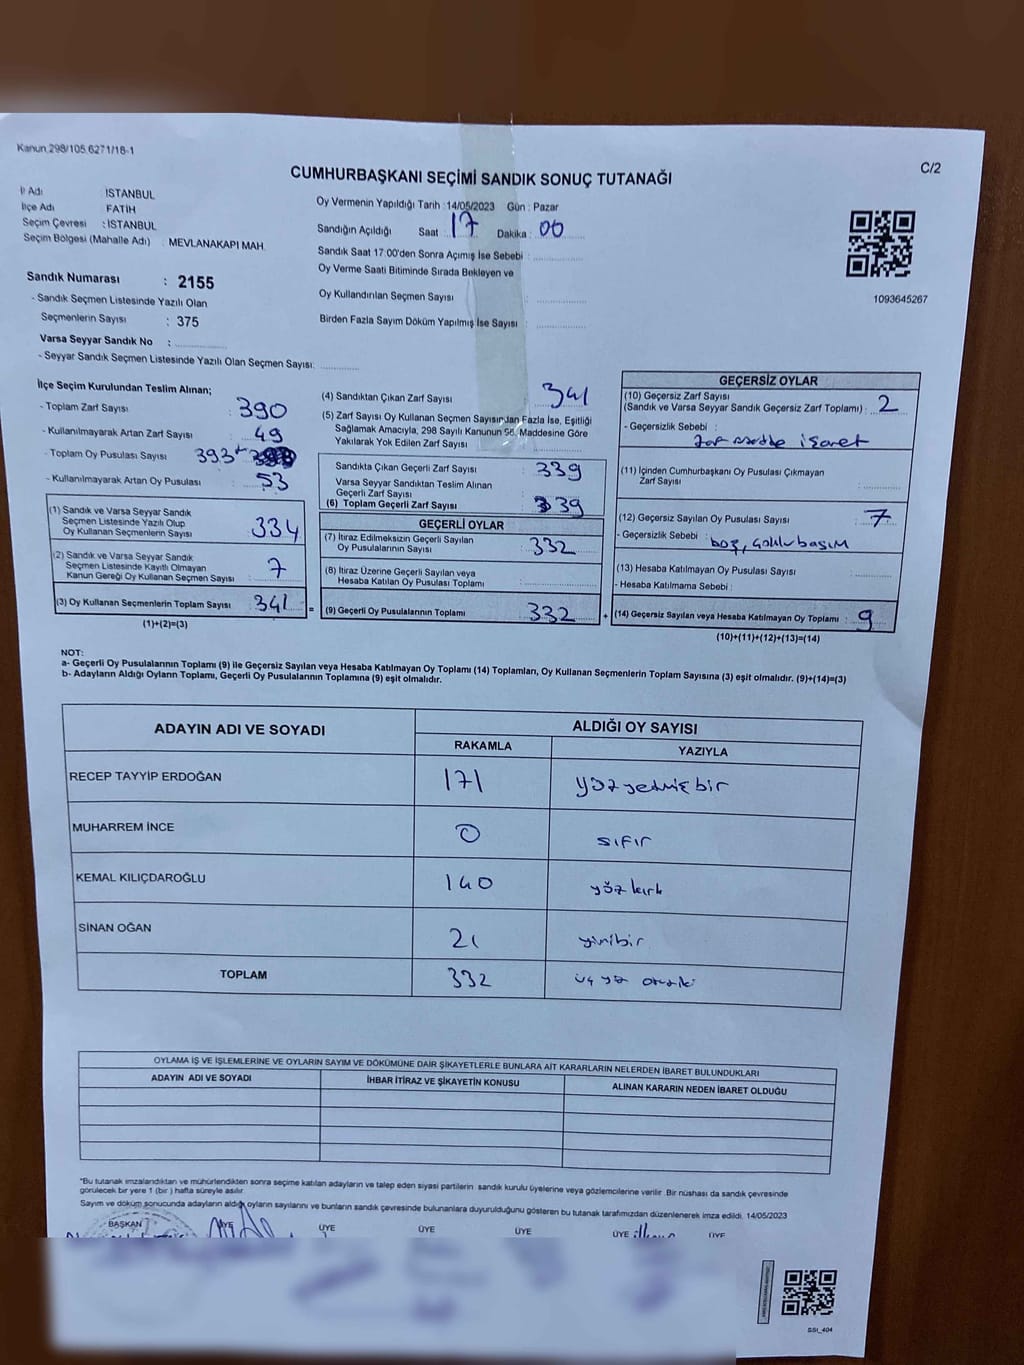 Kanun 298/105,6271/18-1
C/2
CUMHURBAŞKANI SEÇİMİ SANDIK SONUÇ TUTANAĞI
İl Adı : İSTANBUL
İlçe Adı : FATİH
Seçim Çevresi : İSTANBUL
Seçim Bölgesi (Mahalle Adı) : MEVLANAKAPI MAH.
Sandık Numarası : 2155
- Sandık Seçmen Listesinde Yazılı Olan
Seçmenlerin Sayısı : 375
Varsa Seyyar Sandık No :
- Seyyar Sandık Seçmen Listesinde Yazılı Olan Seçmen Sayısı:
Oy Vermenin Yapıldığı Tarih : 14/05/2023 Gün : Pazar
Sandığın Açıldığı Saat : 17 Dakika : 00
Sandık Saat 17:00'den Sonra Açımış İse Sebebi :
Oy Verme Saati Bitiminde Sırada Bekleyen ve
Oy Kullandırılan Seçmen Sayısı :
Birden Fazla Sayım Döküm Yapılmış İse Sayısı :
1093645267
İlçe Seçim Kurulundan Teslim Alınan;
- Toplam Zarf Sayısı : 390
- Kullanılmayarak Artan Zarf Sayısı : 49
- Toplam Oy Pusulası Sayısı 393
- Kullanılmayarak Artan Oy Pusulası : 53
(1) Sandık ve Varsa Seyyar Sandık
Seçmen Listesinde Yazılı Olup
Oy Kullanan Seçmenlerin Sayısı : 334
(2) Sandık ve Varsa Seyyar Sandık
Seçmen Listesinde Kayıtlı Olmayan
Kanun Gereği Oy Kullanan Seçmen Sayısı : 7
(3) Oy Kullanan Seçmenlerin Toplam Sayısı : 341 =
(1)+(2)=(3)
(4) Sandıktan Çıkan Zarf Sayısı : 341
(5) Zarf Sayısı Oy Kullanan Seçmen Sayısından Fazla İse, Eşitliği
Sağlamak Amacıyla, 298 Sayılı Kanunun 98. Maddesine Göre
Yakılarak Yok Edilen Zarf Sayısı :
Sandıkta Çıkan Geçerli Zarf Sayısı : 339
Varsa Seyyar Sandıktan Teslim Alınan
Geçerli Zarf Sayısı :
(6) Toplam Geçerli Zarf Sayısı : 339
GEÇERLİ OYLAR
(7) İtiraz Edilmeksizin Geçerli Sayılan
Oy Pusulalarının Sayısı : 332
(8) İtiraz Üzerine Geçerli Sayılan veya
Hesaba Katılan Oy Pusulası Toplamı :
(9) Geçerli Oy Pusulalarının Toplamı : 332 +
GEÇERSİZ OYLAR
(10) Geçersiz Zarf Sayısı
(Sandık ve Varsa Seyyar Sandık Geçersiz Zarf Toplamı) : 2
- Geçersizlik Sebebi :
işaret
(11) İçinden Cumhurbaşkanı Oy Pusulası Çıkmayan
Zarf Sayısı :
(12) Geçersiz Sayılan Oy Pusulası Sayısı : 7
- Geçersizlik Sebebi : boş,
(13) Hesaba Katılmayan Oy Pusulası Sayısı :
- Hesaba Katılmama Sebebi :
(14) Geçersiz Sayılan veya Hesaba Katılmayan Oy Toplamı : 9
(10)+(11)+(12)+(13)=(14)
NOT:
a- Geçerli Oy Pusulalarının Toplamı (9) ile Geçersiz Sayılan veya Hesaba Katılmayan Oy Toplamı (14) Toplamları, Oy Kullanan Seçmenlerin Toplam Sayısına (3) eşit olmalıdır. (9)+(14)=(3)
b- Adayların Aldığı Oyların Toplamı, Geçerli Oy Pusulalarının Toplamına (9) eşit olmalıdır.
ADAYIN ADI VE SOYADI ALDIĞI OY SAYISI
RAKAMLA YAZIYLA
RECEP TAYYİP ERDOĞAN 171 yüzyetmişbir
MUHARREM İNCE 0 sıfır
KEMAL KILIÇDAROĞLU 140 yüz kırk
SİNAN OĞAN 21 yirmibir
TOPLAM 332 üç yüz otuziki
OYLAMA İŞ VE İŞLEMLERİNE VE OYLARIN SAYIM VE DÖKÜMÜNE DAİR ŞİKAYETLERLE BUNLARA AİT KARARLARIN NELERDEN İBARET BULUNDUKLARI
ADAYIN ADI VE SOYADI İHBAR İTİRAZ VE ŞİKAYETİN KONUSU ALINAN KARARIN NEDEN İBARET OLDUĞU
"Bu tutanak imzalandıktan ve mühürlendikten sonra seçime katılan adayların ve talep eden siyasi partilerin sandık kurulu üyelerine veya gözlemcilerine verilir. Bir nüshası da sandık çevresinde
görülecek bir yere 1 (bir ) hafta süreyle asılır.
Sayım ve döküm sonucunda adayların aldığı oyların sayılarını ve bunların sandık çevresinde bulunanlara duyurulduğunu gösteren bu tutanak tarafımızdan düzenlenerek imza edildi. 14/05/2023
BAŞKAN ÜYE ÜYE ÜYE ÜYE ÜYE ÜYE
SSt_404